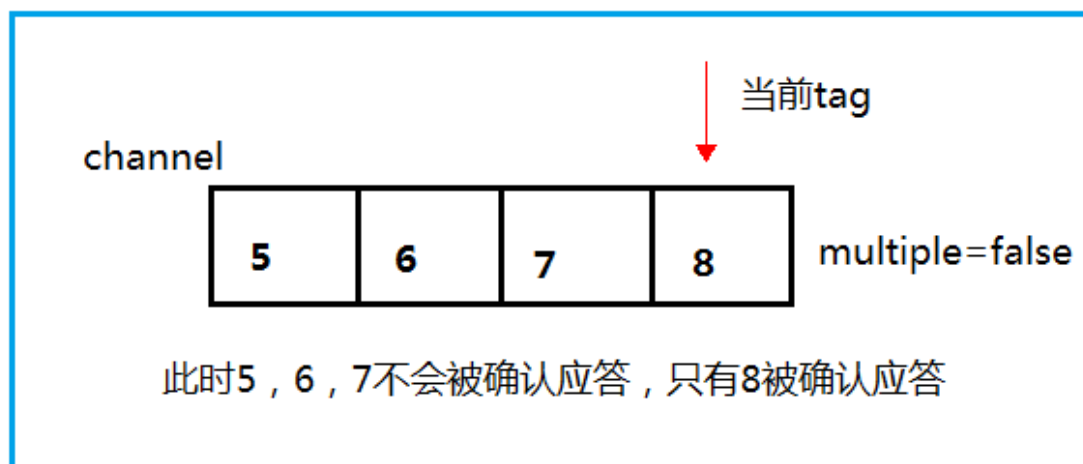 当前tag
channel
5 6 7 8
multiple=false
此时5，6，7不会被确认应答，只有8被确认应答